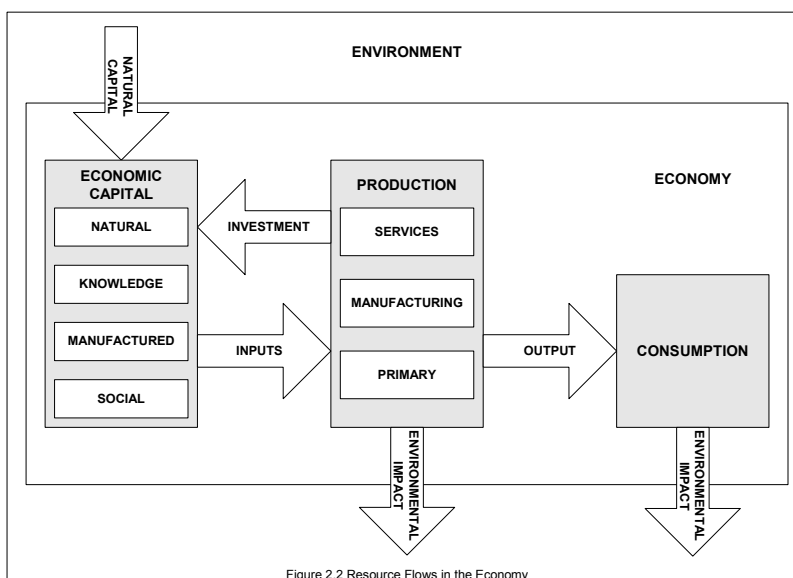 ENVIRONMENT
NATURAL
CAPITAL
ECONOMY
ECONOMIC
CAPITAL
NATURAL
KNOWLEDGE
MANUFACTURED
SOCIAL
INVESTMENT
INPUTS
PRODUCTION
SERVICES
MANUFACTURING
PRIMARY
OUTPUT
CONSUMPTION
ENVIRONMENTAL
IMPACT
ENVIRONMENTAL
IMPACT
Figure 2.2 Resource Flows in the Economy